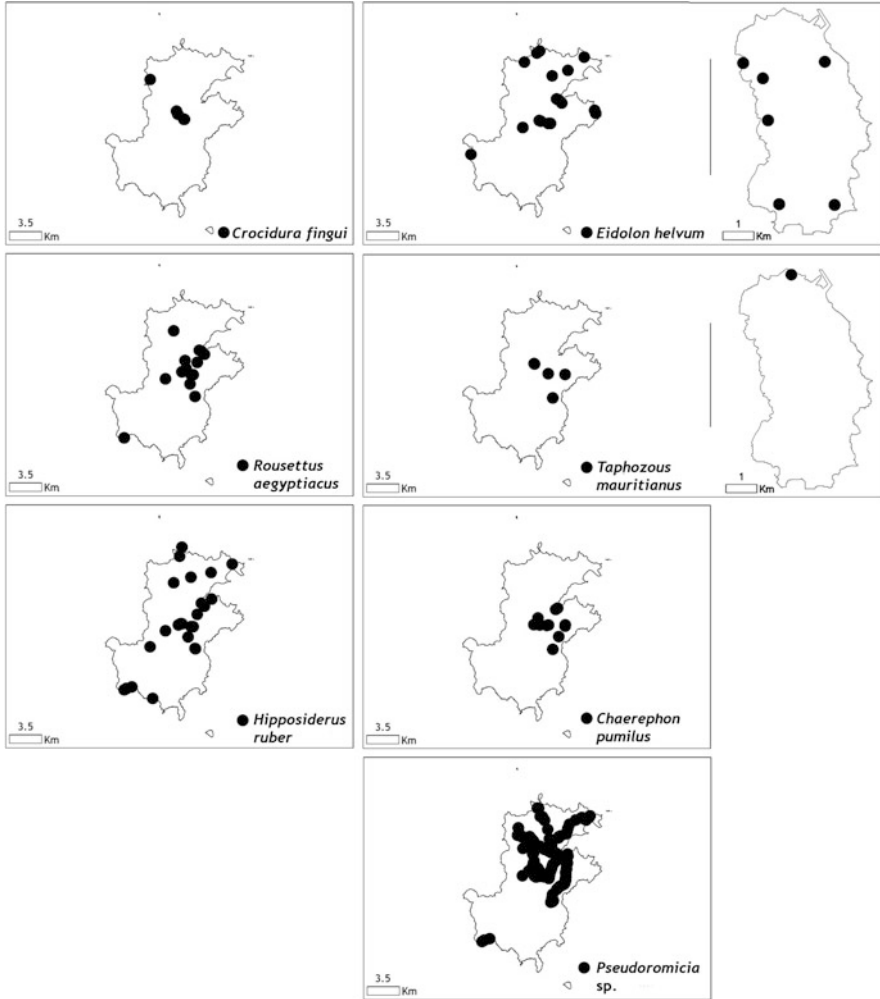 3.5
Km
Crocidura fingui
3.5
Km
Eidolon helvum
1
Km
3.5
Km
Rousettus
aegyptiacus
3.5
Km
Taphozous
mauritianus
1
Km
3.5
Km
Hipposiderus
ruber
3.5
Km
Chaerephon
pumilus
3.5
Km
Pseudoromicia
sp.